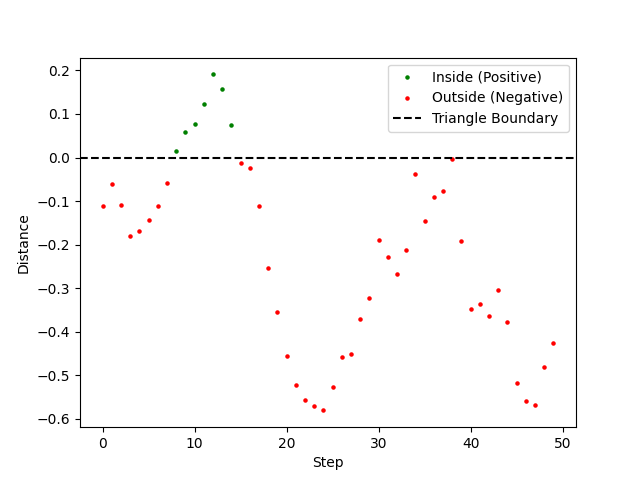 Inside (Positive)
Outside (Negative)
Triangle Boundary
0.2
0.1
0.0
−0.1
−0.2
−0.3
−0.4
−0.5
−0.6
Distance
0 10 20 30 40 50
Step